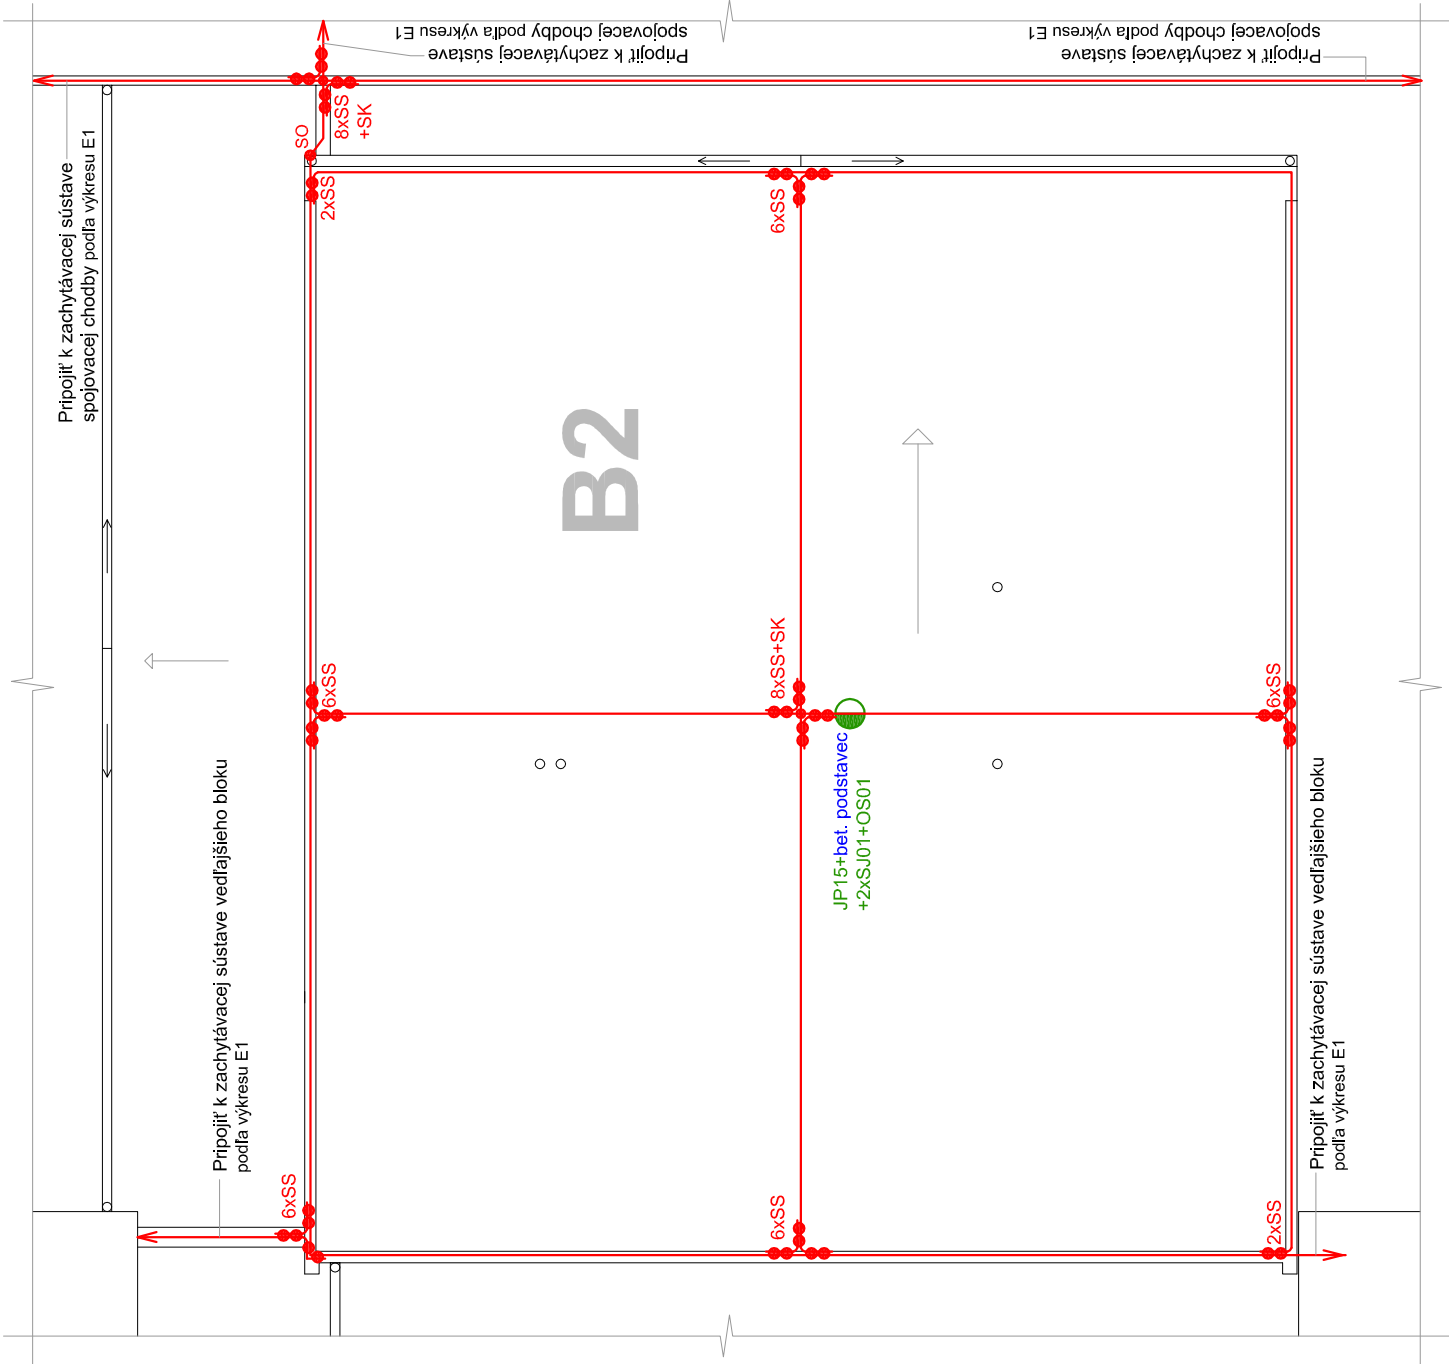 Pripojiť k zachytávacej sústave
spojovacej chodby podľa výkresu E1
Pripojiť k zachytávacej sústave
spojovacej chodby podľa výkresu E1
Pripojiť k zachytávacej sústave
spojovacej chodby podľa výkresu E1
SO
8xSS
+SK
2xSS
6xSS
B2
6xSS
8xSS+SK
6xSS
JP15+bet. podstavec
+2xSJ01+OS01
Pripojiť k zachytávacej sústave vedľajšieho bloku
podľa výkresu E1
Pripojiť k zachytávacej sústave vedľajšieho bloku
podľa výkresu E1
6xSS
6xSS
2xSS